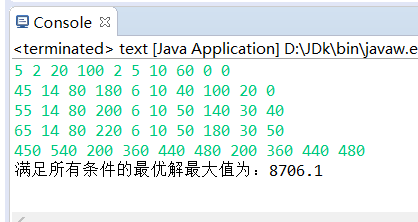 Console
<terminated> text [Java Application] D:\JDk\bin\javaw.e
5 2 20 100 2 5 10 60 0 0
45 14 80 180 6 10 40 100 20 0
55 14 80 200 6 10 50 140 30 40
65 14 80 220 6 10 50 180 30 50
450 540 200 360 440 480 200 360 440 480
满足所有条件的最优解最大值为：8706.1